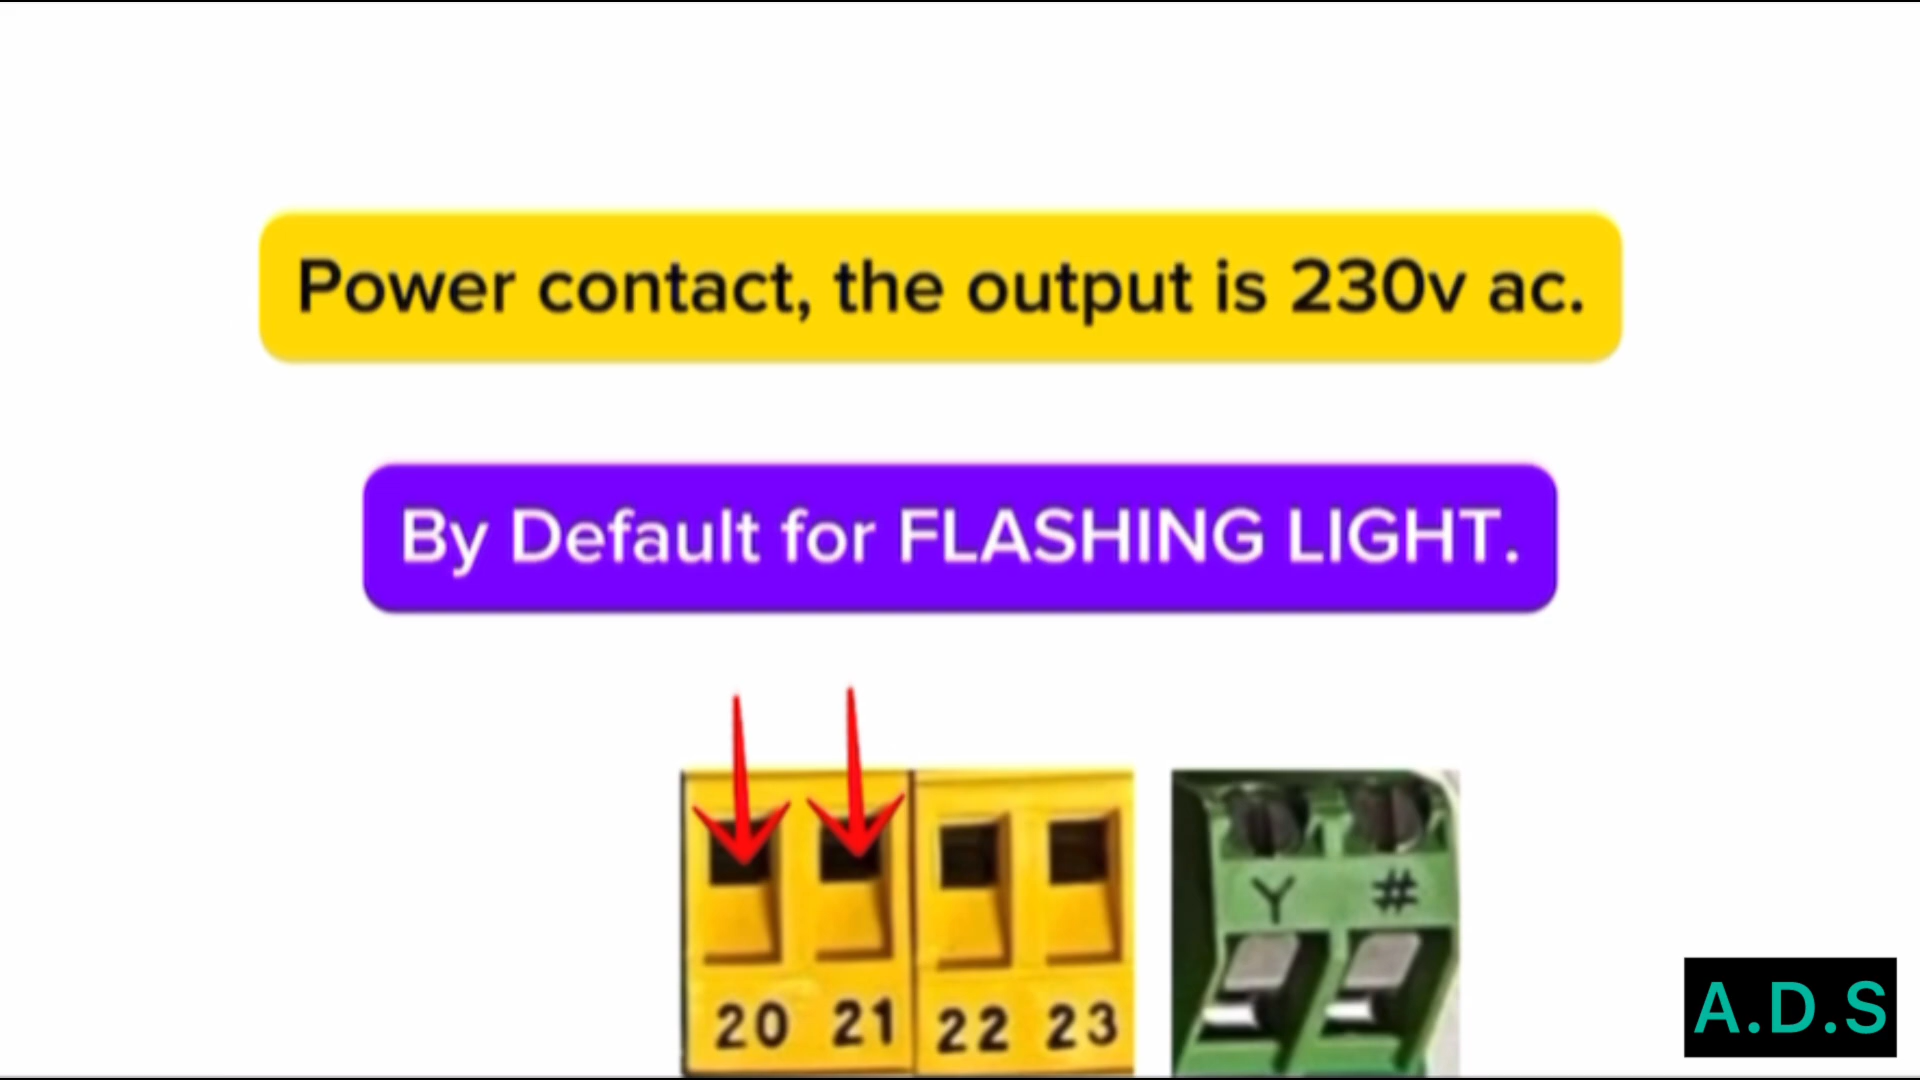 Power contact, the output is 230v ac.
By Default for FLASHING LIGHT.
Y #
20 21 22 23
A.D.S